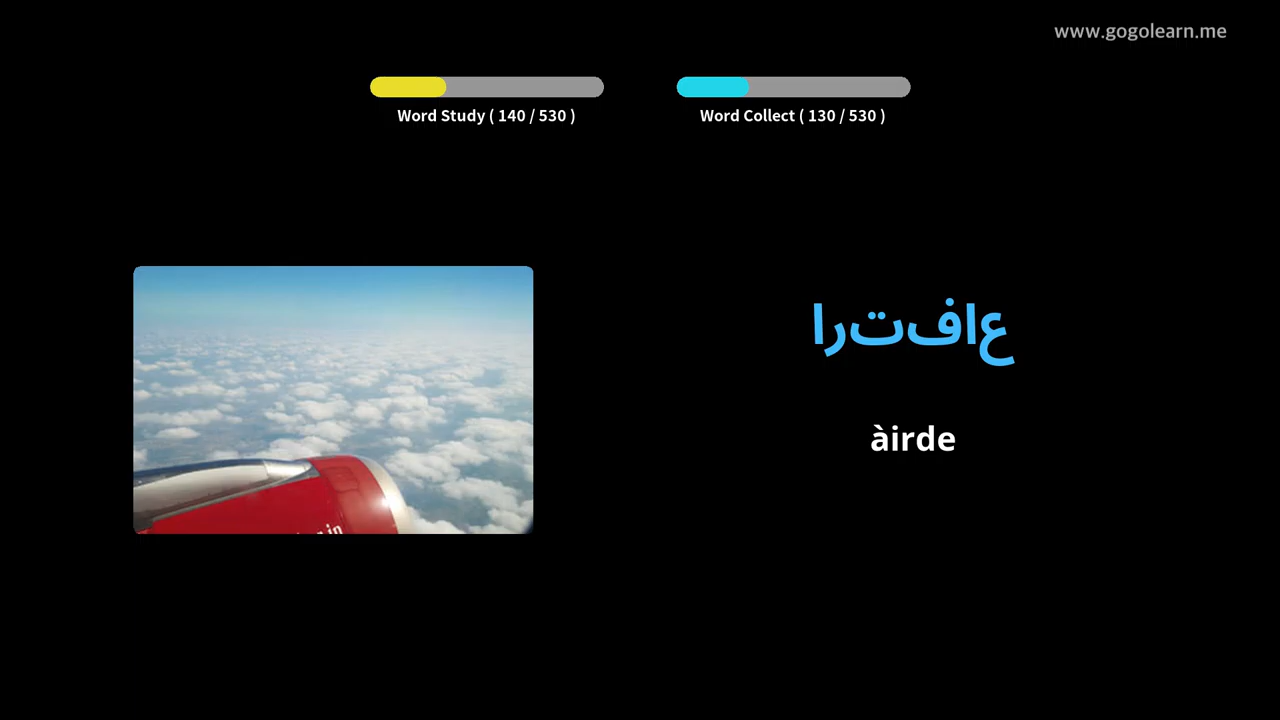 www.gogolearn.me
Word Study ( 140 / 530 )
Word Collect ( 130 / 530 )
ارتفاع
àirde